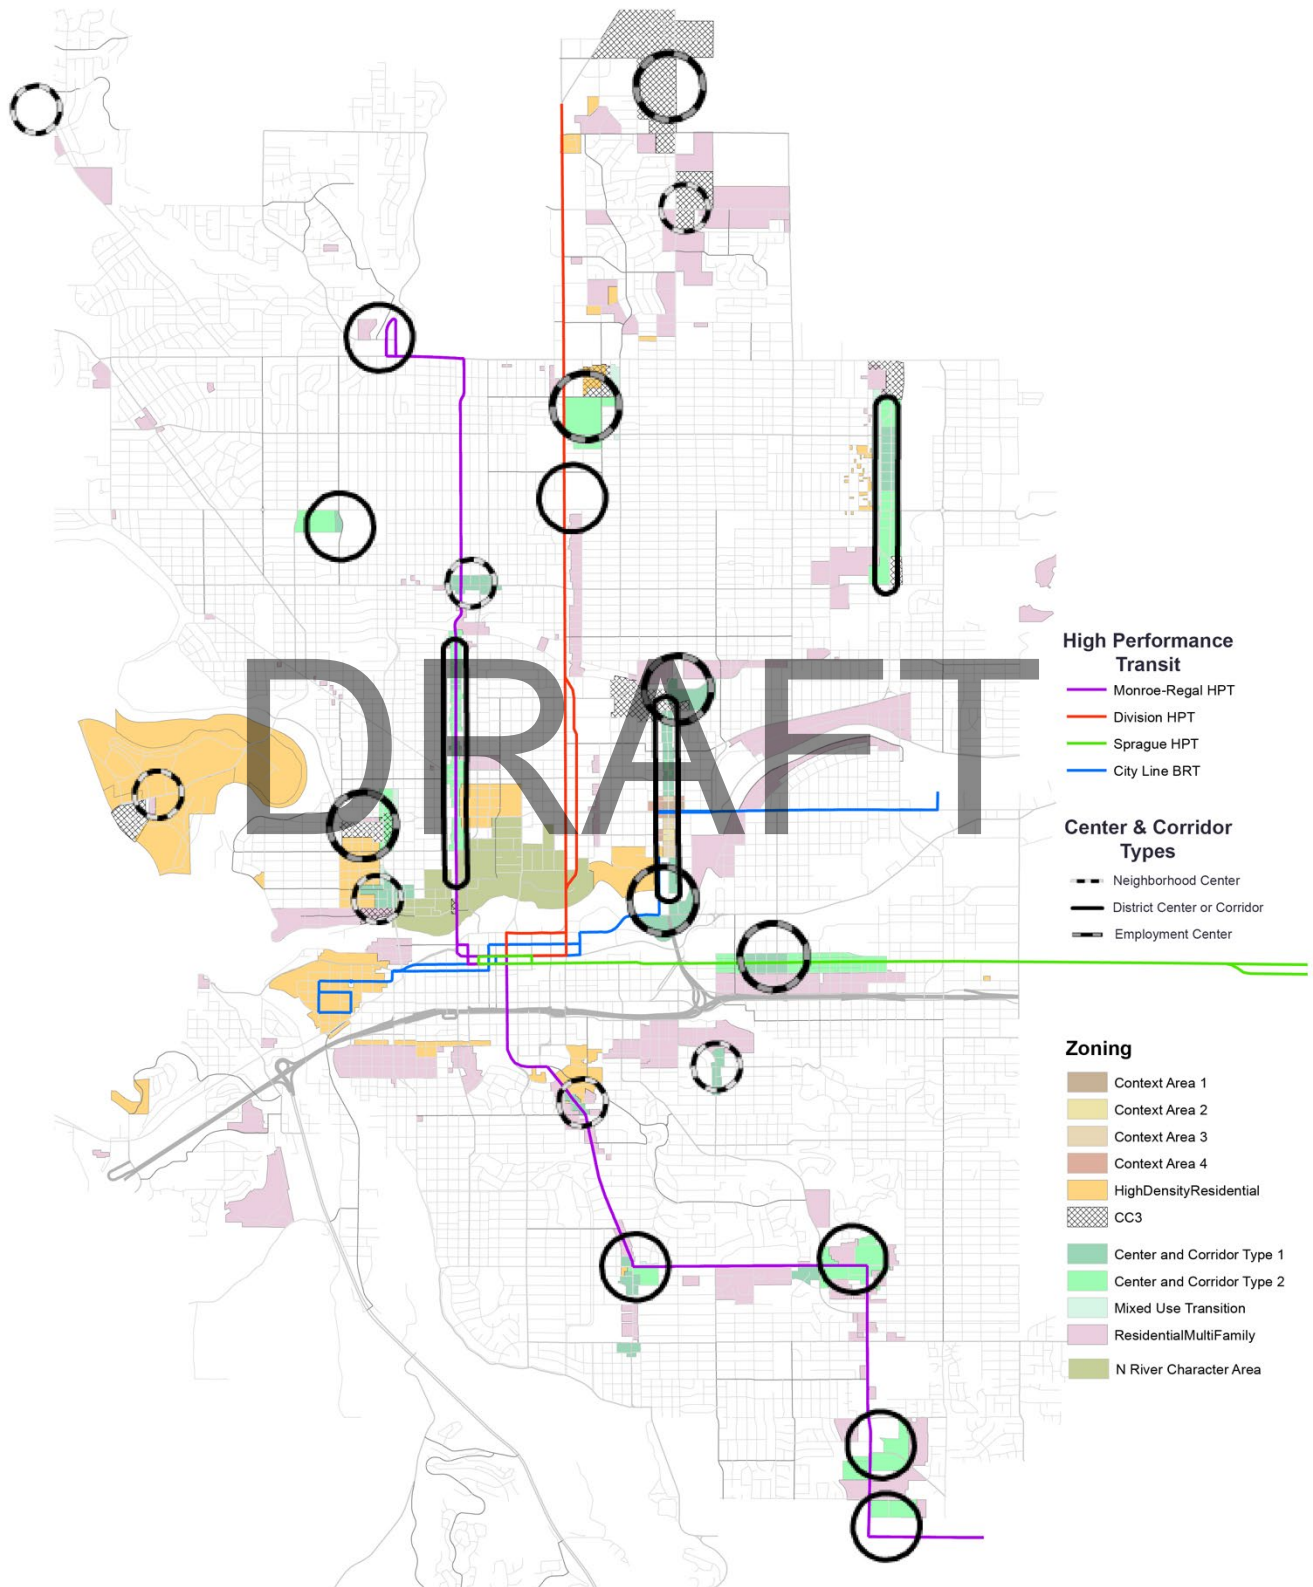 DRAFT
High Performance
Transit
Monroe-Regal HPT
Division HPT
Sprague HPT
City Line BRT
Center & Corridor
Types
Neighborhood Center
District Center or Corridor
Employment Center
Zoning
Context Area 1
Context Area 2
Context Area 3
Context Area 4
HighDensityResidential
CC3
Center and Corridor Type 1
Center and Corridor Type 2
Mixed Use Transition
ResidentialMultiFamily
N River Character Area